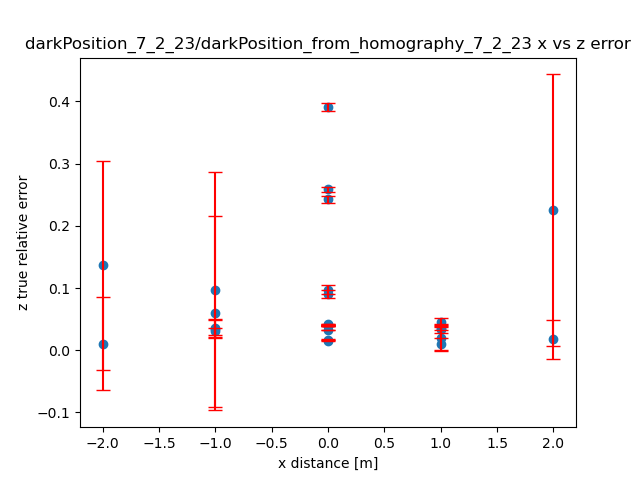 darkPosition_7_2_23/darkPosition_from_homography_7_2_23 x vs z error
z true relative error
0.4
0.3
0.2
0.1
0.0
−0.1
−2.0 −1.5 −1.0 −0.5 0.0 0.5 1.0 1.5 2.0
x distance [m]